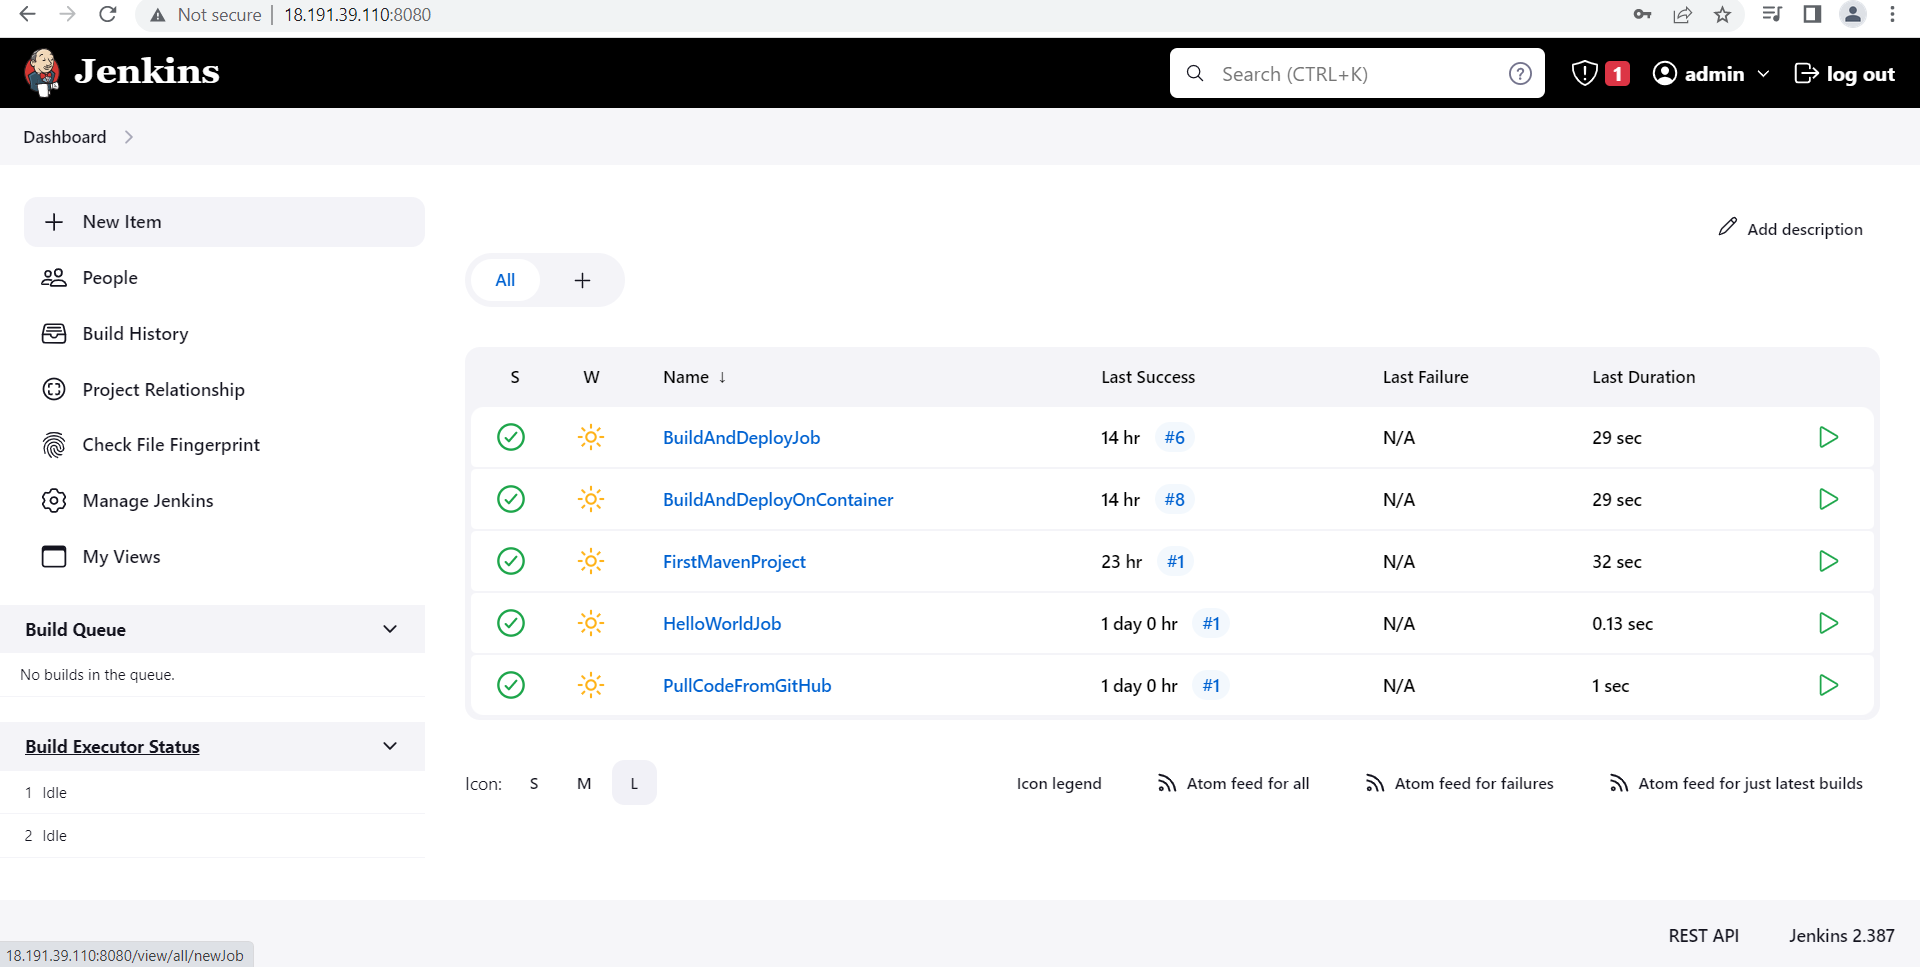 Not secure | 18.191.39.110:8080
Jenkins Search (CTRL+K) ? 1 admin log out
Dashboard
New Item
People
Build History
Project Relationship
Check File Fingerprint
Manage Jenkins
My Views
Build Queue
No builds in the queue.
Build Executor Status
1 Idle
2 Idle
Add description
All +
S W Name ↓ Last Success Last Failure Last Duration
BuildAndDeployJob 14 hr #6 N/A 29 sec
BuildAndDeployOnContainer 14 hr #8 N/A 29 sec
FirstMavenProject 23 hr #1 N/A 32 sec
HelloWorldJob 1 day 0 hr #1 N/A 0.13 sec
PullCodeFromGitHub 1 day 0 hr #1 N/A 1 sec
Icon: S M L Icon legend Atom feed for all Atom feed for failures Atom feed for just latest builds
REST API Jenkins 2.387
18.191.39.110:8080/view/all/newJob